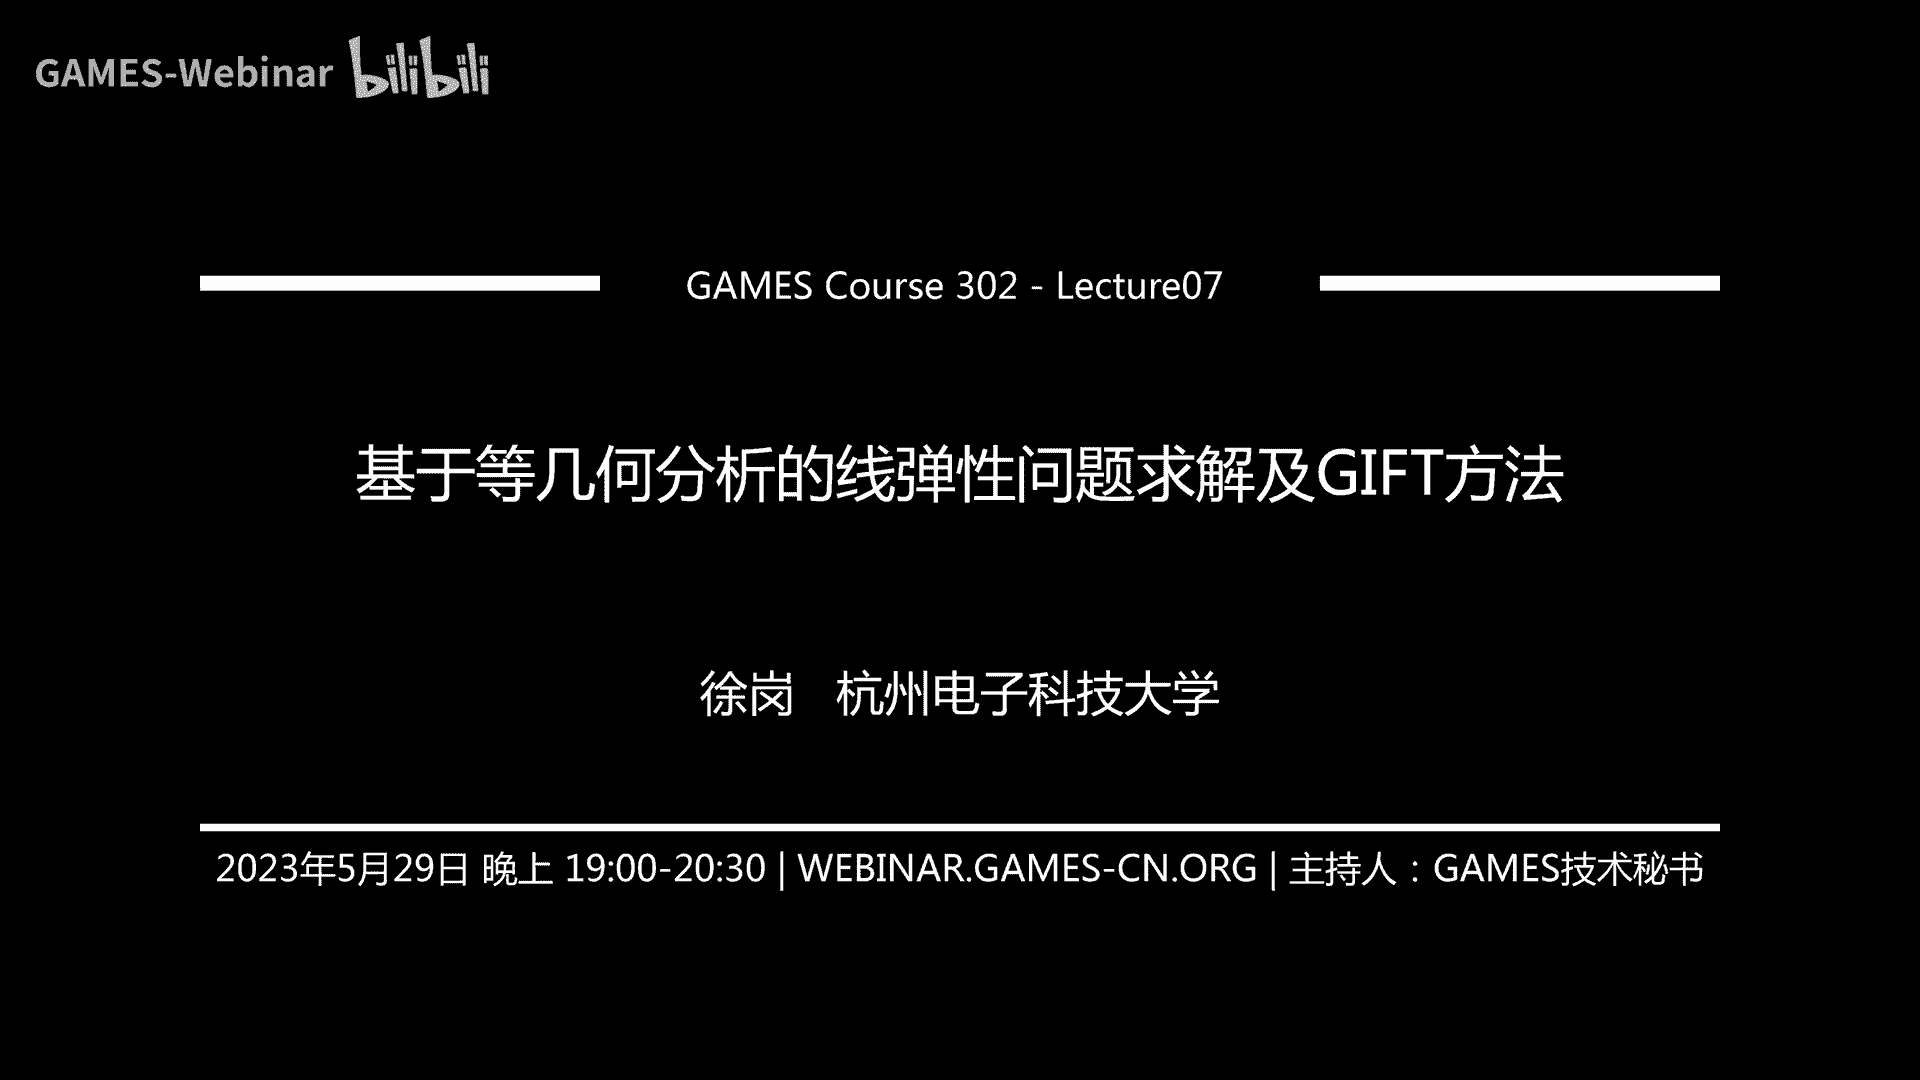 GAMES-Webinar bilibili
GAMES Course 302 - Lecture07
基于等几何分析的线弹性问题求解及GIFT方法
徐岗 杭州电子科技大学
2023年5月29日 晚上 19:00-20:30 | WEBINAR.GAMES-CN.ORG | 主持人：GAMES技术秘书